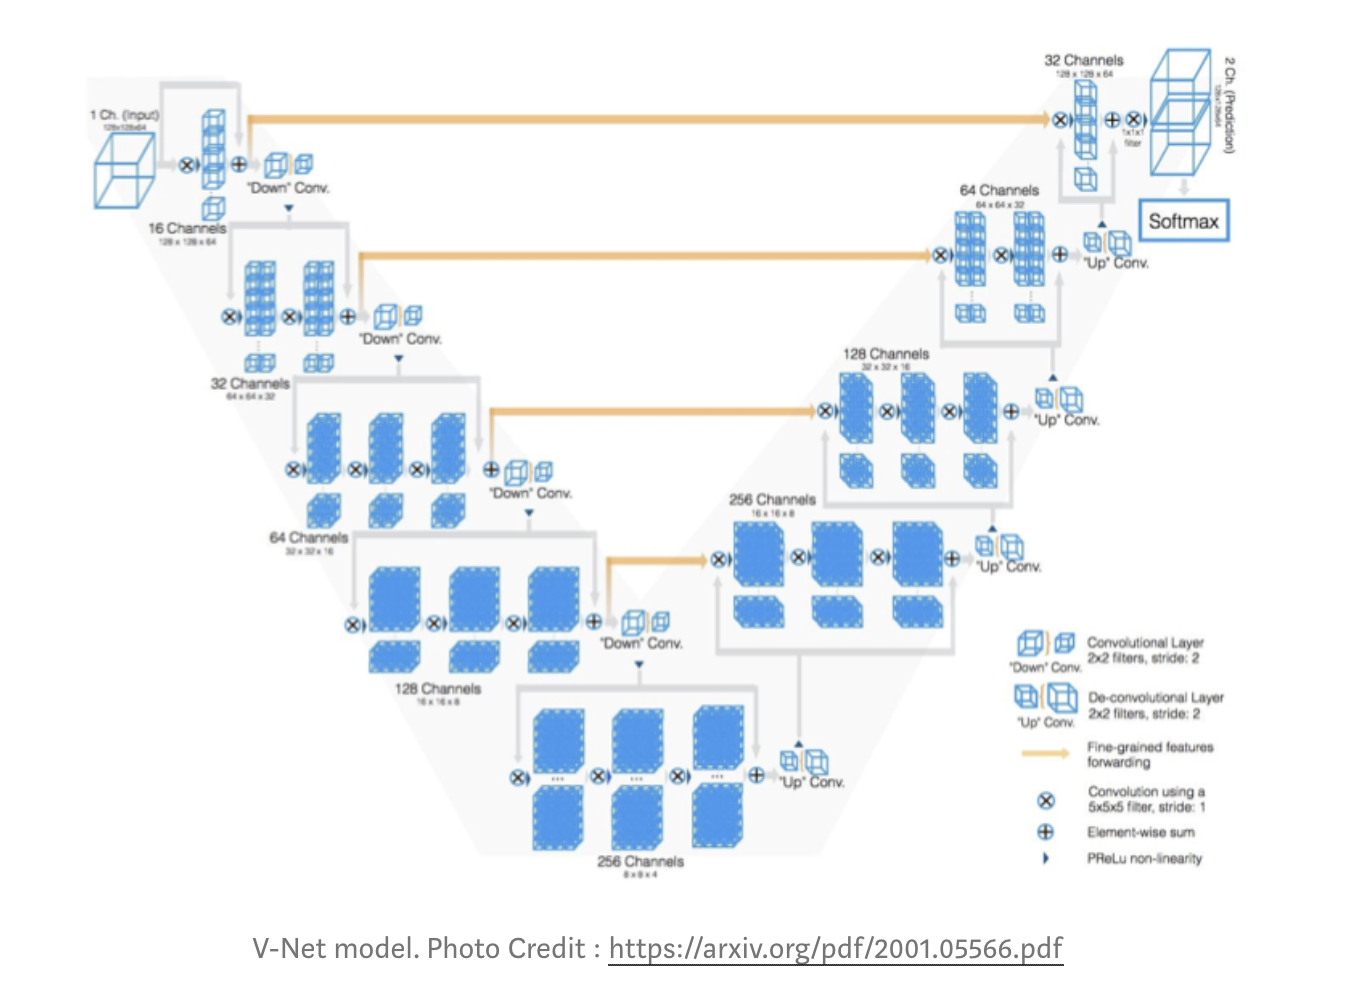 1 Ch. (Input)
128x128x64
16 Channels
128 x 128 x 64
"Down" Conv.
32 Channels
64 x 64 x 32
"Down" Conv.
64 Channels
32 x 32 x 16
"Down" Conv.
128 Channels
16 x 16 x 8
"Down" Conv.
...
...
...
256 Channels
8 x 8 x 4
"Up" Conv.
256 Channels
16 x 16 x 8
"Up" Conv.
128 Channels
32 x 32 x 16
"Up" Conv.
64 Channels
64 x 64 x 32
"Up" Conv.
32 Channels
128 x 128 x 64
1x1x1
filter
2 Ch. (Prediction)
128x128x64
Softmax
"Down" Conv.
Convolutional Layer
2x2 filters, stride: 2
"Up" Conv.
De-convolutional Layer
2x2 filters, stride: 2
Fine-grained features
forwarding
Convolution using a
5x5x5 filter, stride: 1
Element-wise sum
PReLu non-linearity
V-Net model. Photo Credit : https://arxiv.org/pdf/2001.05566.pdf